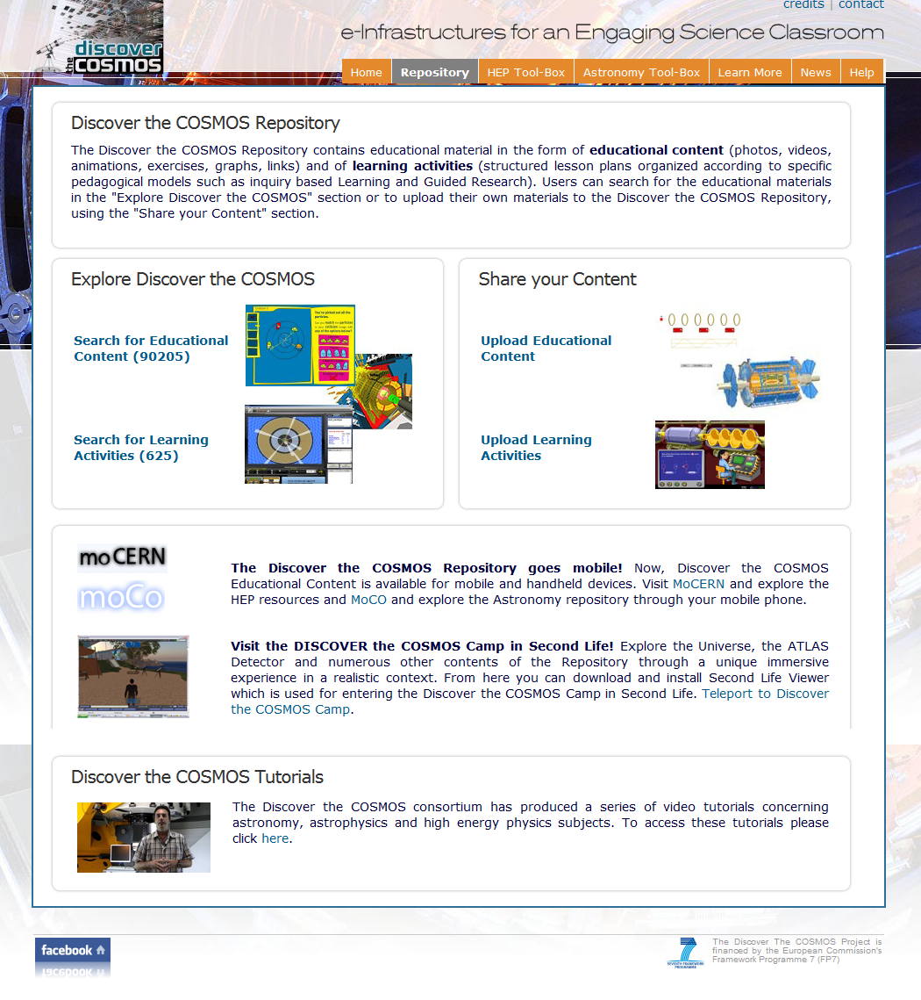 credits | contact
discover
the COSMOS
e-Infrastructures for an Engaging Science Classroom
Home Repository HEP Tool-Box Astronomy Tool-Box Learn More News Help
Discover the COSMOS Repository
The Discover the COSMOS Repository contains educational material in the form of educational content (photos, videos,
animations, exercises, graphs, links) and of learning activities (structured lesson plans organized according to specific
pedagogical models such as inquiry based Learning and Guided Research). Users can search for the educational materials
in the "Explore Discover the COSMOS" section or to upload their own materials to the Discover the COSMOS Repository,
using the "Share your Content" section.
Explore Discover the COSMOS
Search for Educational
Content (90205)
You've picked out all the
particles.
Search for Learning
Activities (625)
Share your Content
Upload Educational
Content
Upload Learning
Activities
moCERN
moCo
The Discover the COSMOS Repository goes mobile! Now, Discover the COSMOS
Educational Content is available for mobile and handheld devices. Visit MoCERN and explore the
HEP resources and MoCO and explore the Astronomy repository through your mobile phone.
Visit the DISCOVER the COSMOS Camp in Second Life! Explore the Universe, the ATLAS
Detector and numerous other contents of the Repository through a unique immersive
experience in a realistic context. From here you can download and install Second Life Viewer
which is used for entering the Discover the COSMOS Camp in Second Life. Teleport to Discover
the COSMOS Camp.
Discover the COSMOS Tutorials
The Discover the COSMOS consortium has produced a series of video tutorials concerning
astronomy, astrophysics and high energy physics subjects. To access these tutorials please
click here.
facebook
SEVENTH FRAMEWORK
PROGRAMME
The Discover The COSMOS Project is
financed by the European Commission's
Framework Programme 7 (FP7)